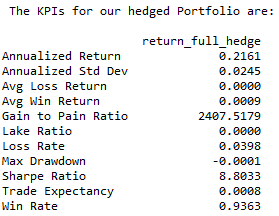 The KPIs for our hedged Portfolio are:
return_full_hedge
Annualized Return 0.2161
Annualized Std Dev 0.0245
Avg Loss Return 0.0000
Avg Win Return 0.0009
Gain to Pain Ratio 2407.5179
Lake Ratio 0.0000
Loss Rate 0.0398
Max Drawdown -0.0001
Sharpe Ratio 8.8033
Trade Expectancy 0.0008
Win Rate 0.9363